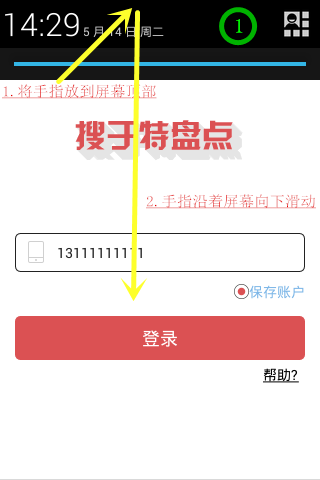 14:29 5月14日 周二
①
1.将手指放到屏幕顶部
搜于特盘点
2.手指沿着屏幕向下滑动
13111111111
保存账户
登录
帮助?